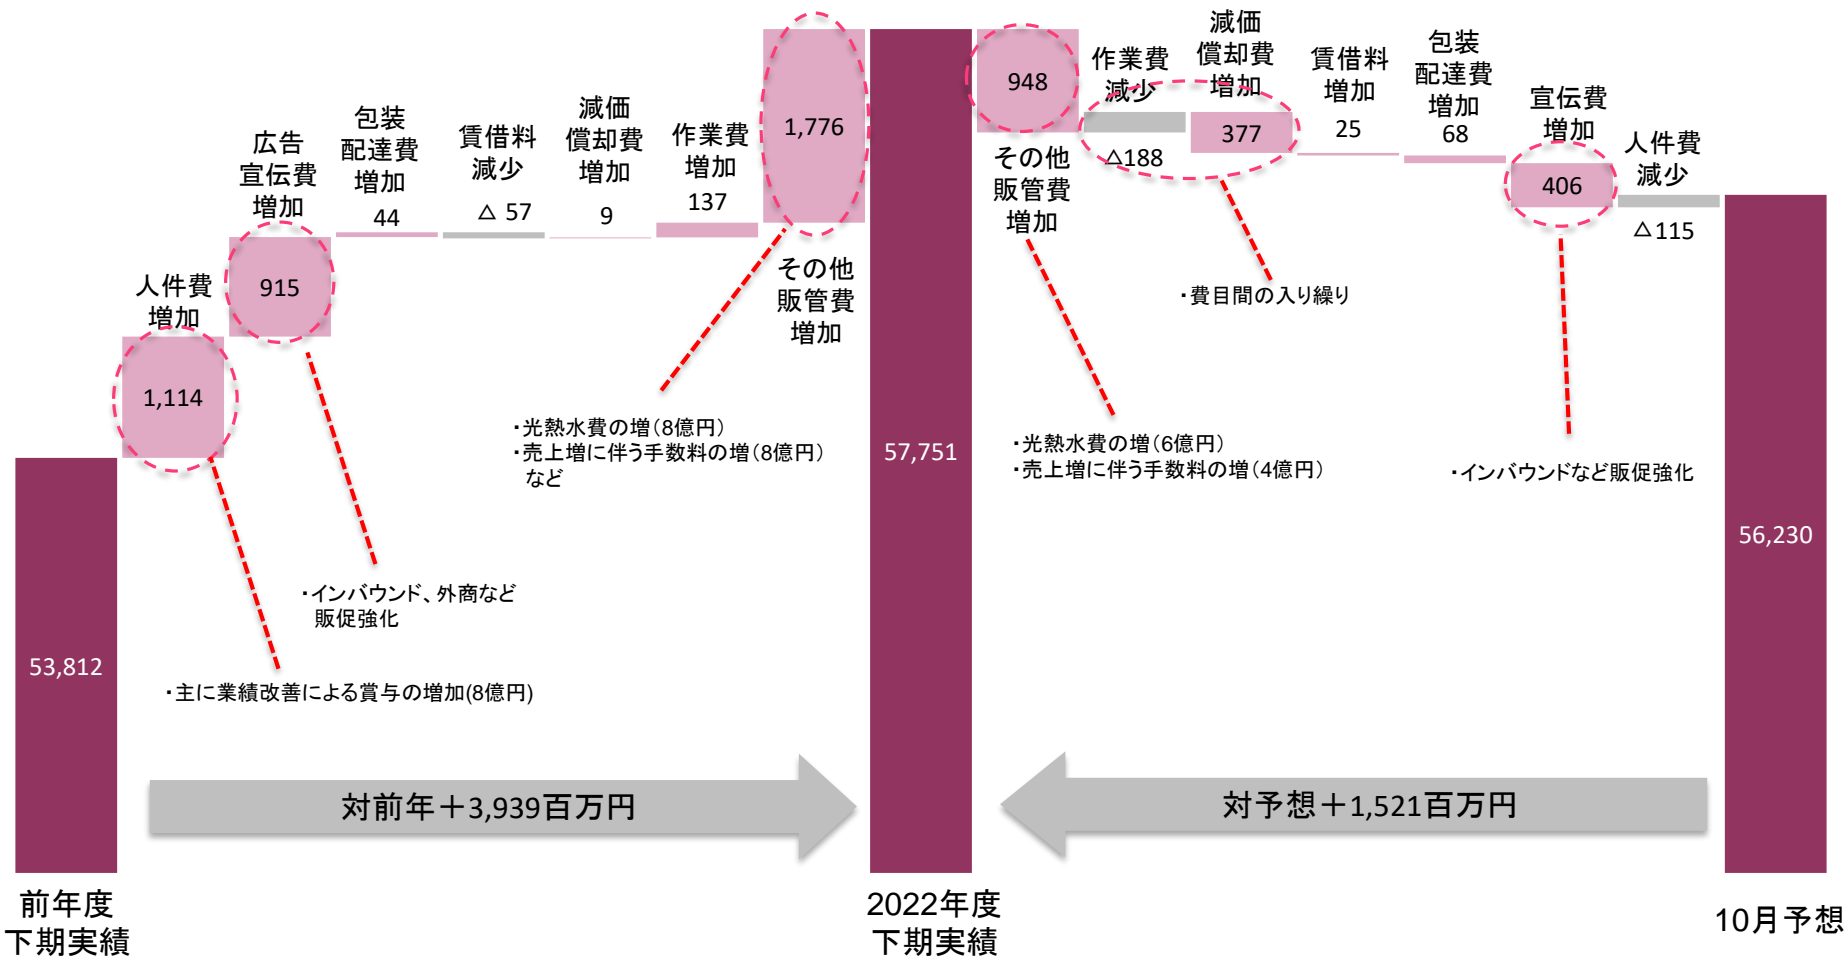 人件費
増加
1,114
広告
宣伝費
増加
915
包装
配達費
増加
44
賃借料
減少
△ 57
減価
償却費
増加
9
作業費
増加
137
1,776
その他
販管費
増加
948
その他
販管費
増加
作業費
減少
△188
減価
償却費
増加
377
賃借料
増加
25
包装
配達費
増加
68
宣伝費
増加
406
人件費
減少
△115
・費目間の入り繰り
・光熱水費の増(8億円)
・売上増に伴う手数料の増(8億円)
など
57,751
・光熱水費の増(6億円)
・売上増に伴う手数料の増(4億円)
・インバウンドなど販促強化
56,230
・インバウンド、外商など
販促強化
53,812
・主に業績改善による賞与の増加(8億円)
対前年＋3,939百万円
対予想＋1,521百万円
前年度
下期実績
2022年度
下期実績
10月予想